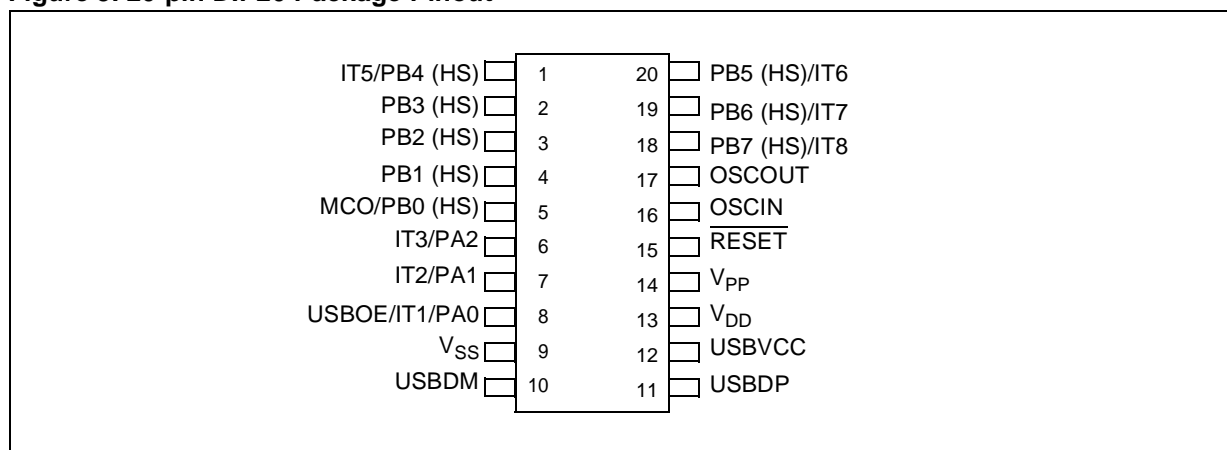 Figure 3. 20-pin DIP20 Package Pinout
IT5/PB4 (HS) 1 20 PB5 (HS)/IT6
PB3 (HS) 2 19 PB6 (HS)/IT7
PB2 (HS) 3 18 PB7 (HS)/IT8
PB1 (HS) 4 17 OSCOUT
MCO/PB0 (HS) 5 16 OSCIN
IT3/PA2 6 15 RESET
IT2/PA1 7 14 VPP
USBOE/IT1/PA0 8 13 VDD
VSS 9 12 USBVCC
USBDM 10 11 USBDP